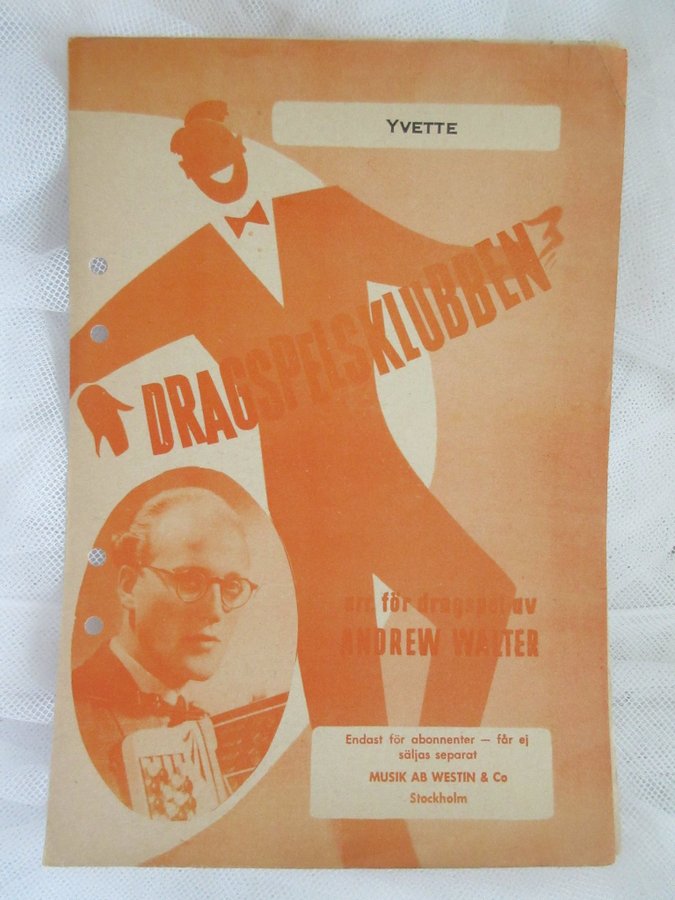 YVETTE
DRAGSPELSKLUBBEN
arr för dragspel av
ANDREW WALTER
Endast för abonnenter — får ej
säljas separat
MUSIK AB WESTIN & Co
Stockholm